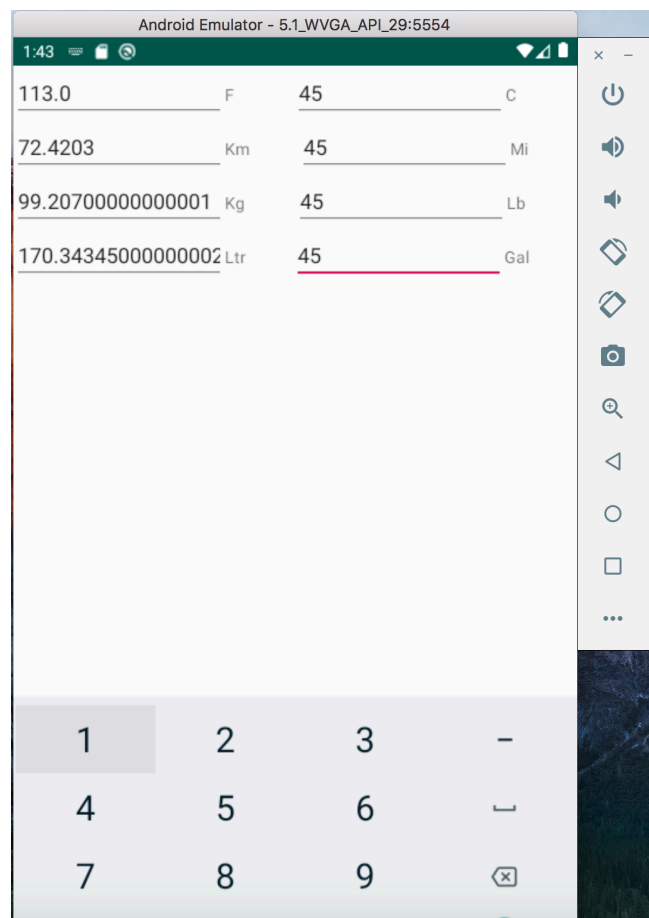 Android Emulator - 5.1_WVGA_API_29:5554
1:43
113.0 F 45 C
72.4203 Km 45 Mi
99.20700000000001 Kg 45 Lb
170.34345000000002 Ltr 45 Gal
1 2 3 -
4 5 6
7 8 9